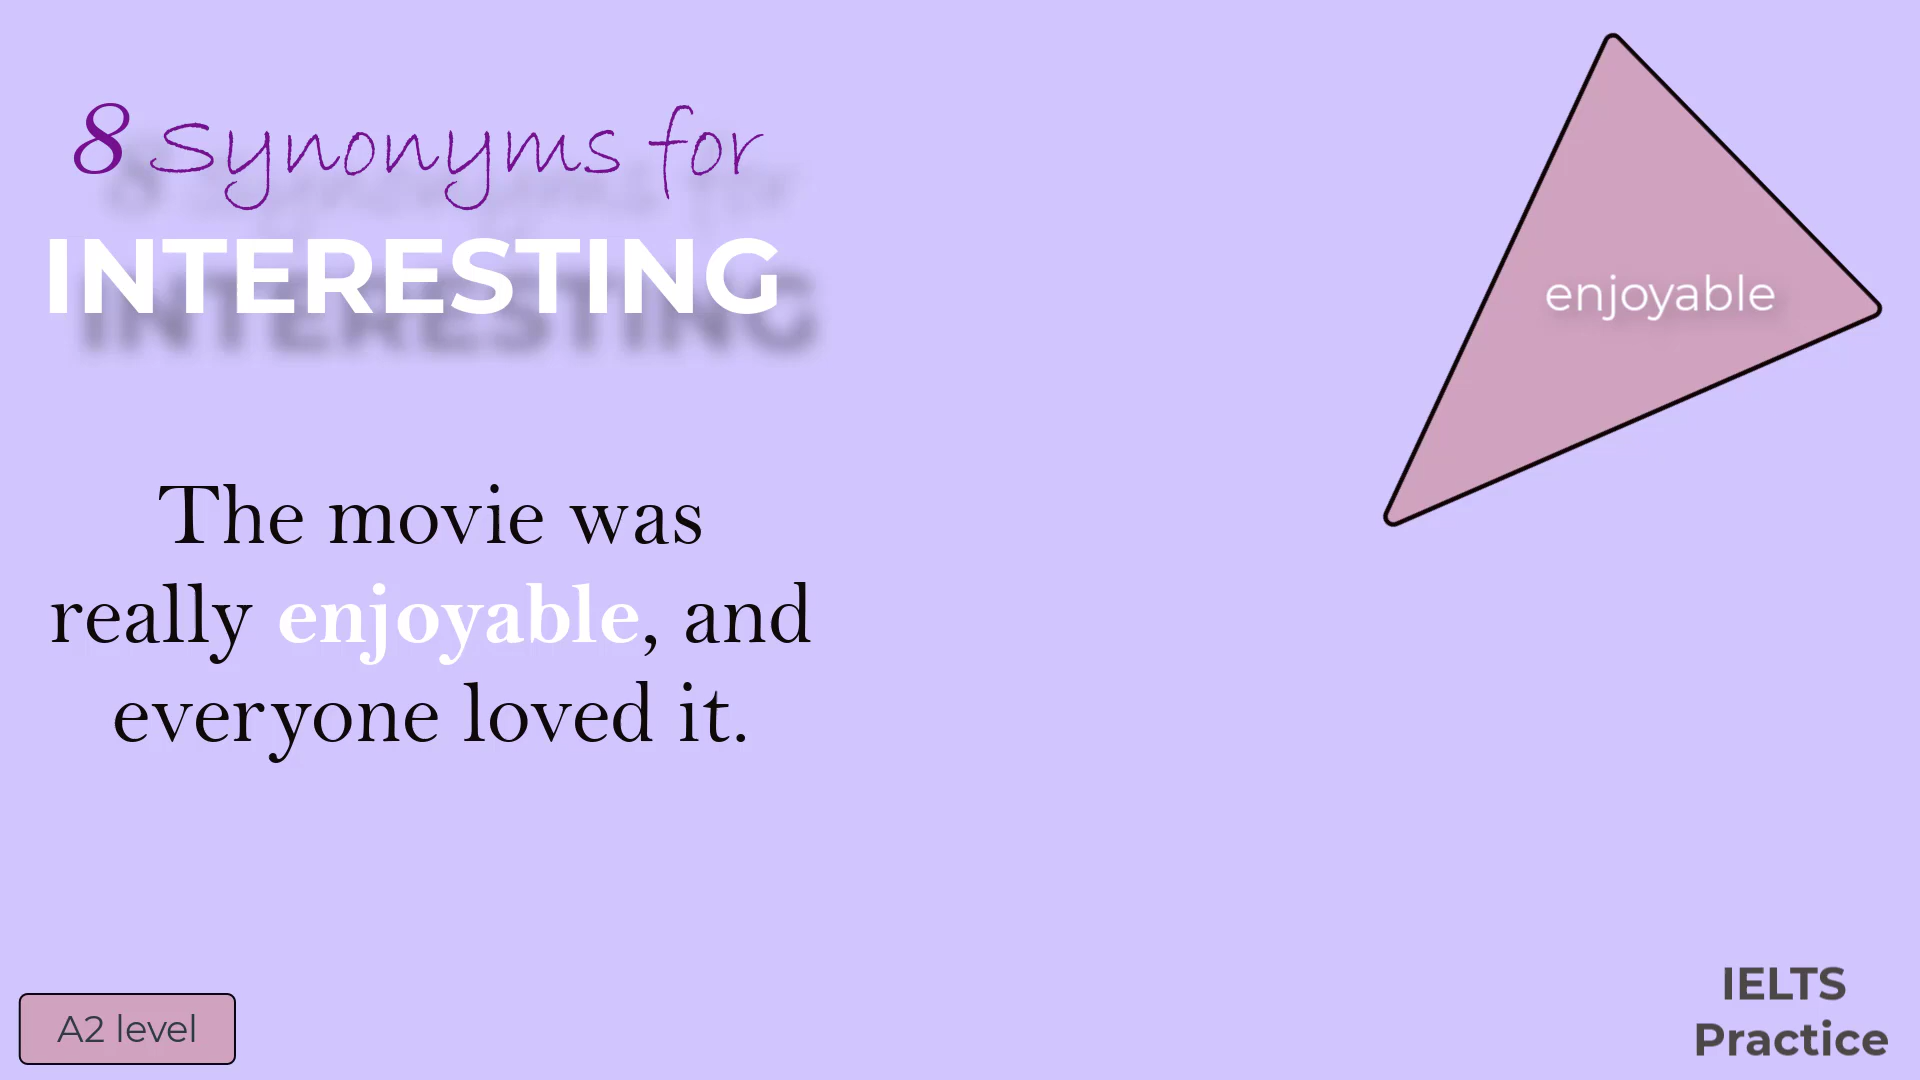 8 Synonyms for
INTERESTING
enjoyable
The movie was
really enjoyable, and
everyone loved it.
A2 level
IELTS
Practice